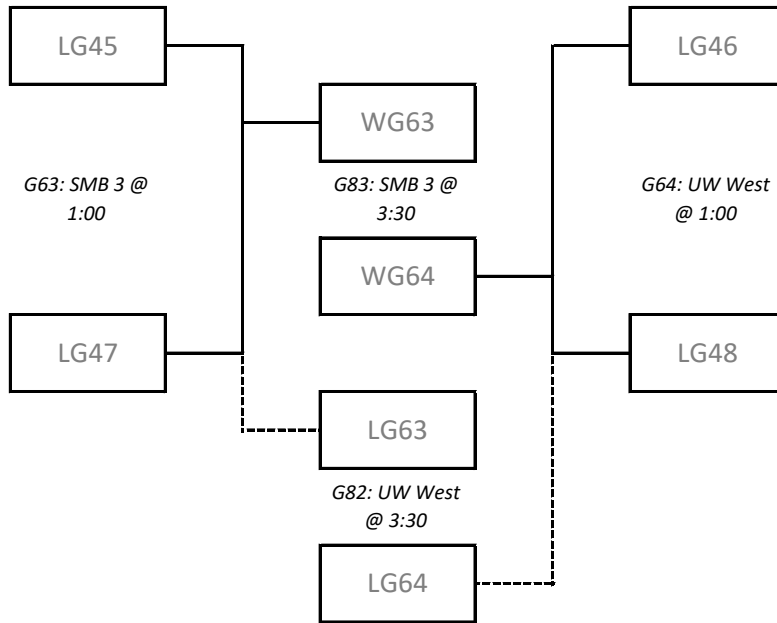 LG45
LG46
WG63
G63: SMB 3 @
1:00
G83: SMB 3 @
3:30
G64: UW West
@ 1:00
WG64
LG47
LG48
LG63
G82: UW West
@ 3:30
LG64